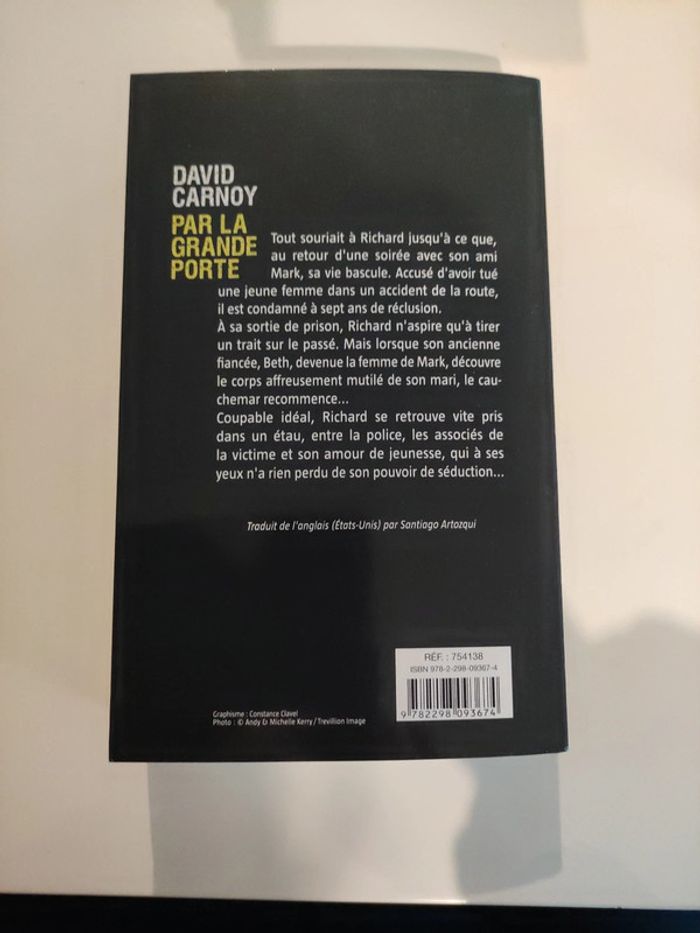 DAVID
CARNOY
PAR LA
GRANDE
PORTE
Tout souriait à Richard jusqu'à ce que,
au retour d'une soirée avec son ami
Mark, sa vie bascule. Accusé d'avoir tué
une jeune femme dans un accident de la route,
il est condamné à sept ans de réclusion.
À sa sortie de prison, Richard n'aspire qu'à tirer
un trait sur le passé. Mais lorsque son ancienne
fiancée, Beth, devenue la femme de Mark, découvre
le corps affreusement mutilé de son mari, le cau-
chemar recommence...
Coupable idéal, Richard se retrouve vite pris
dans un étau, entre la police, les associés de
la victime et son amour de jeunesse, qui à ses
yeux n'a rien perdu de son pouvoir de séduction...
Traduit de l'anglais (États-Unis) par Santiago Artozqui
RÉF. : 754138
ISBN 978-2-298-09367-4
9 782298 093674
Graphisme : Constance Clavel
Photo : © Andy & Michelle Kerry / Trevillion Image